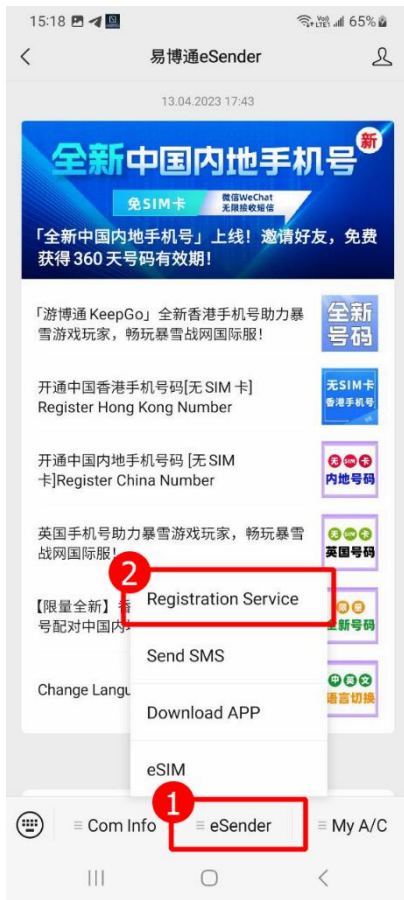 15:18 65%
易博通eSender
13.04.2023 17:43
全新中国内地手机号
新
免SIM卡
微信WeChat
无限接收短信
「全新中国内地手机号」上线！邀请好友，免费
获得 360 天号码有效期！
「游博通 KeepGo」全新香港手机号助力暴
雪游戏玩家，畅玩暴雪战网国际服！
全新
号码
开通中国香港手机号码[无 SIM 卡]
Register Hong Kong Number
无SIM卡
香港手机号
开通中国内地手机号码 [无 SIM
卡]Register China Number
无 SIM 卡
内地号码
英国手机号助力暴雪游戏玩家，畅玩暴雪
战网国际服！
英国号码
【限量全新】香
号配对中国内
全新号码
Change Langu
中 英 文
语言切换
2
Registration Service
Send SMS
Download APP
eSIM
1
Com Info
eSender
My A/C